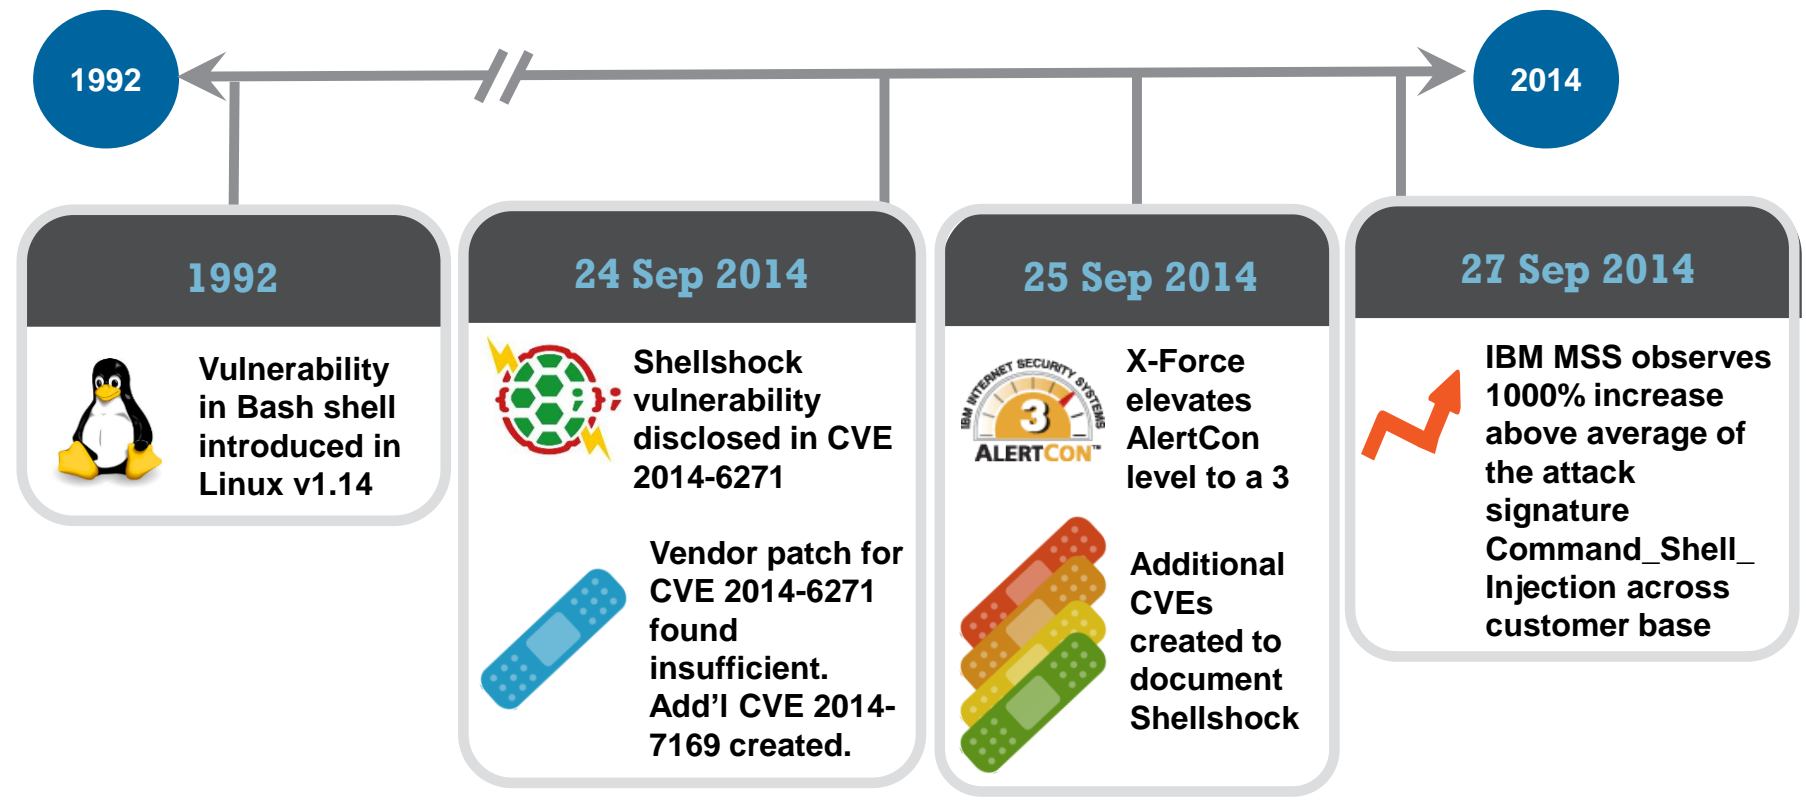 1992
2014
1992
Vulnerability
in Bash shell
introduced in
Linux v1.14
24 Sep 2014
Shellshock
vulnerability
disclosed in CVE
2014-6271
Vendor patch for
CVE 2014-6271
found
insufficient.
Add’l CVE 2014-
7169 created.
25 Sep 2014
IBM INTERNET SECURITY SYSTEMS
3
ALERTCON™
X-Force
elevates
AlertCon
level to a 3
Additional
CVEs
created to
document
Shellshock
27 Sep 2014
IBM MSS observes
1000% increase
above average of
the attack
signature
Command_Shell_
Injection across
customer base